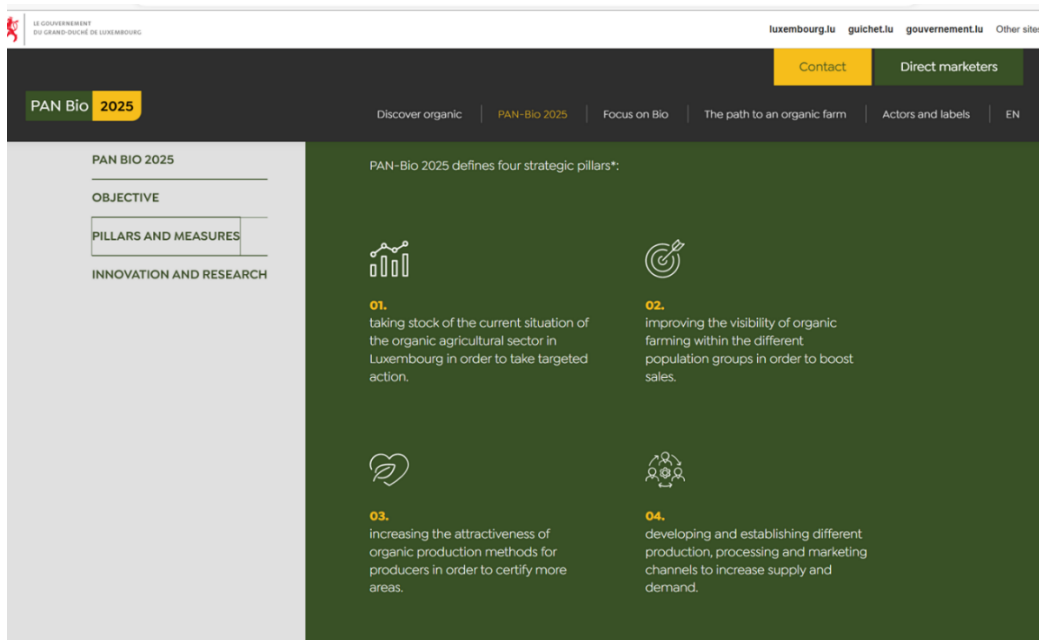 LE GOUVERNEMENT
DU GRAND-DUCHÉ DE LUXEMBOURG
luxembourg.lu guichet.lu gouvernement.lu Other sites
Contact Direct marketers
PAN Bio 2025
Discover organic PAN-Bio 2025 Focus on Bio The path to an organic farm Actors and labels EN
PAN BIO 2025
OBJECTIVE
PILLARS AND MEASURES
INNOVATION AND RESEARCH
PAN-Bio 2025 defines four strategic pillars*:
01.
taking stock of the current situation of
the organic agricultural sector in
Luxembourg in order to take targeted
action.
02.
improving the visibility of organic
farming within the different
population groups in order to boost
sales.
03.
increasing the attractiveness of
organic production methods for
producers in order to certify more
areas.
04.
developing and establishing different
production, processing and marketing
channels to increase supply and
demand.